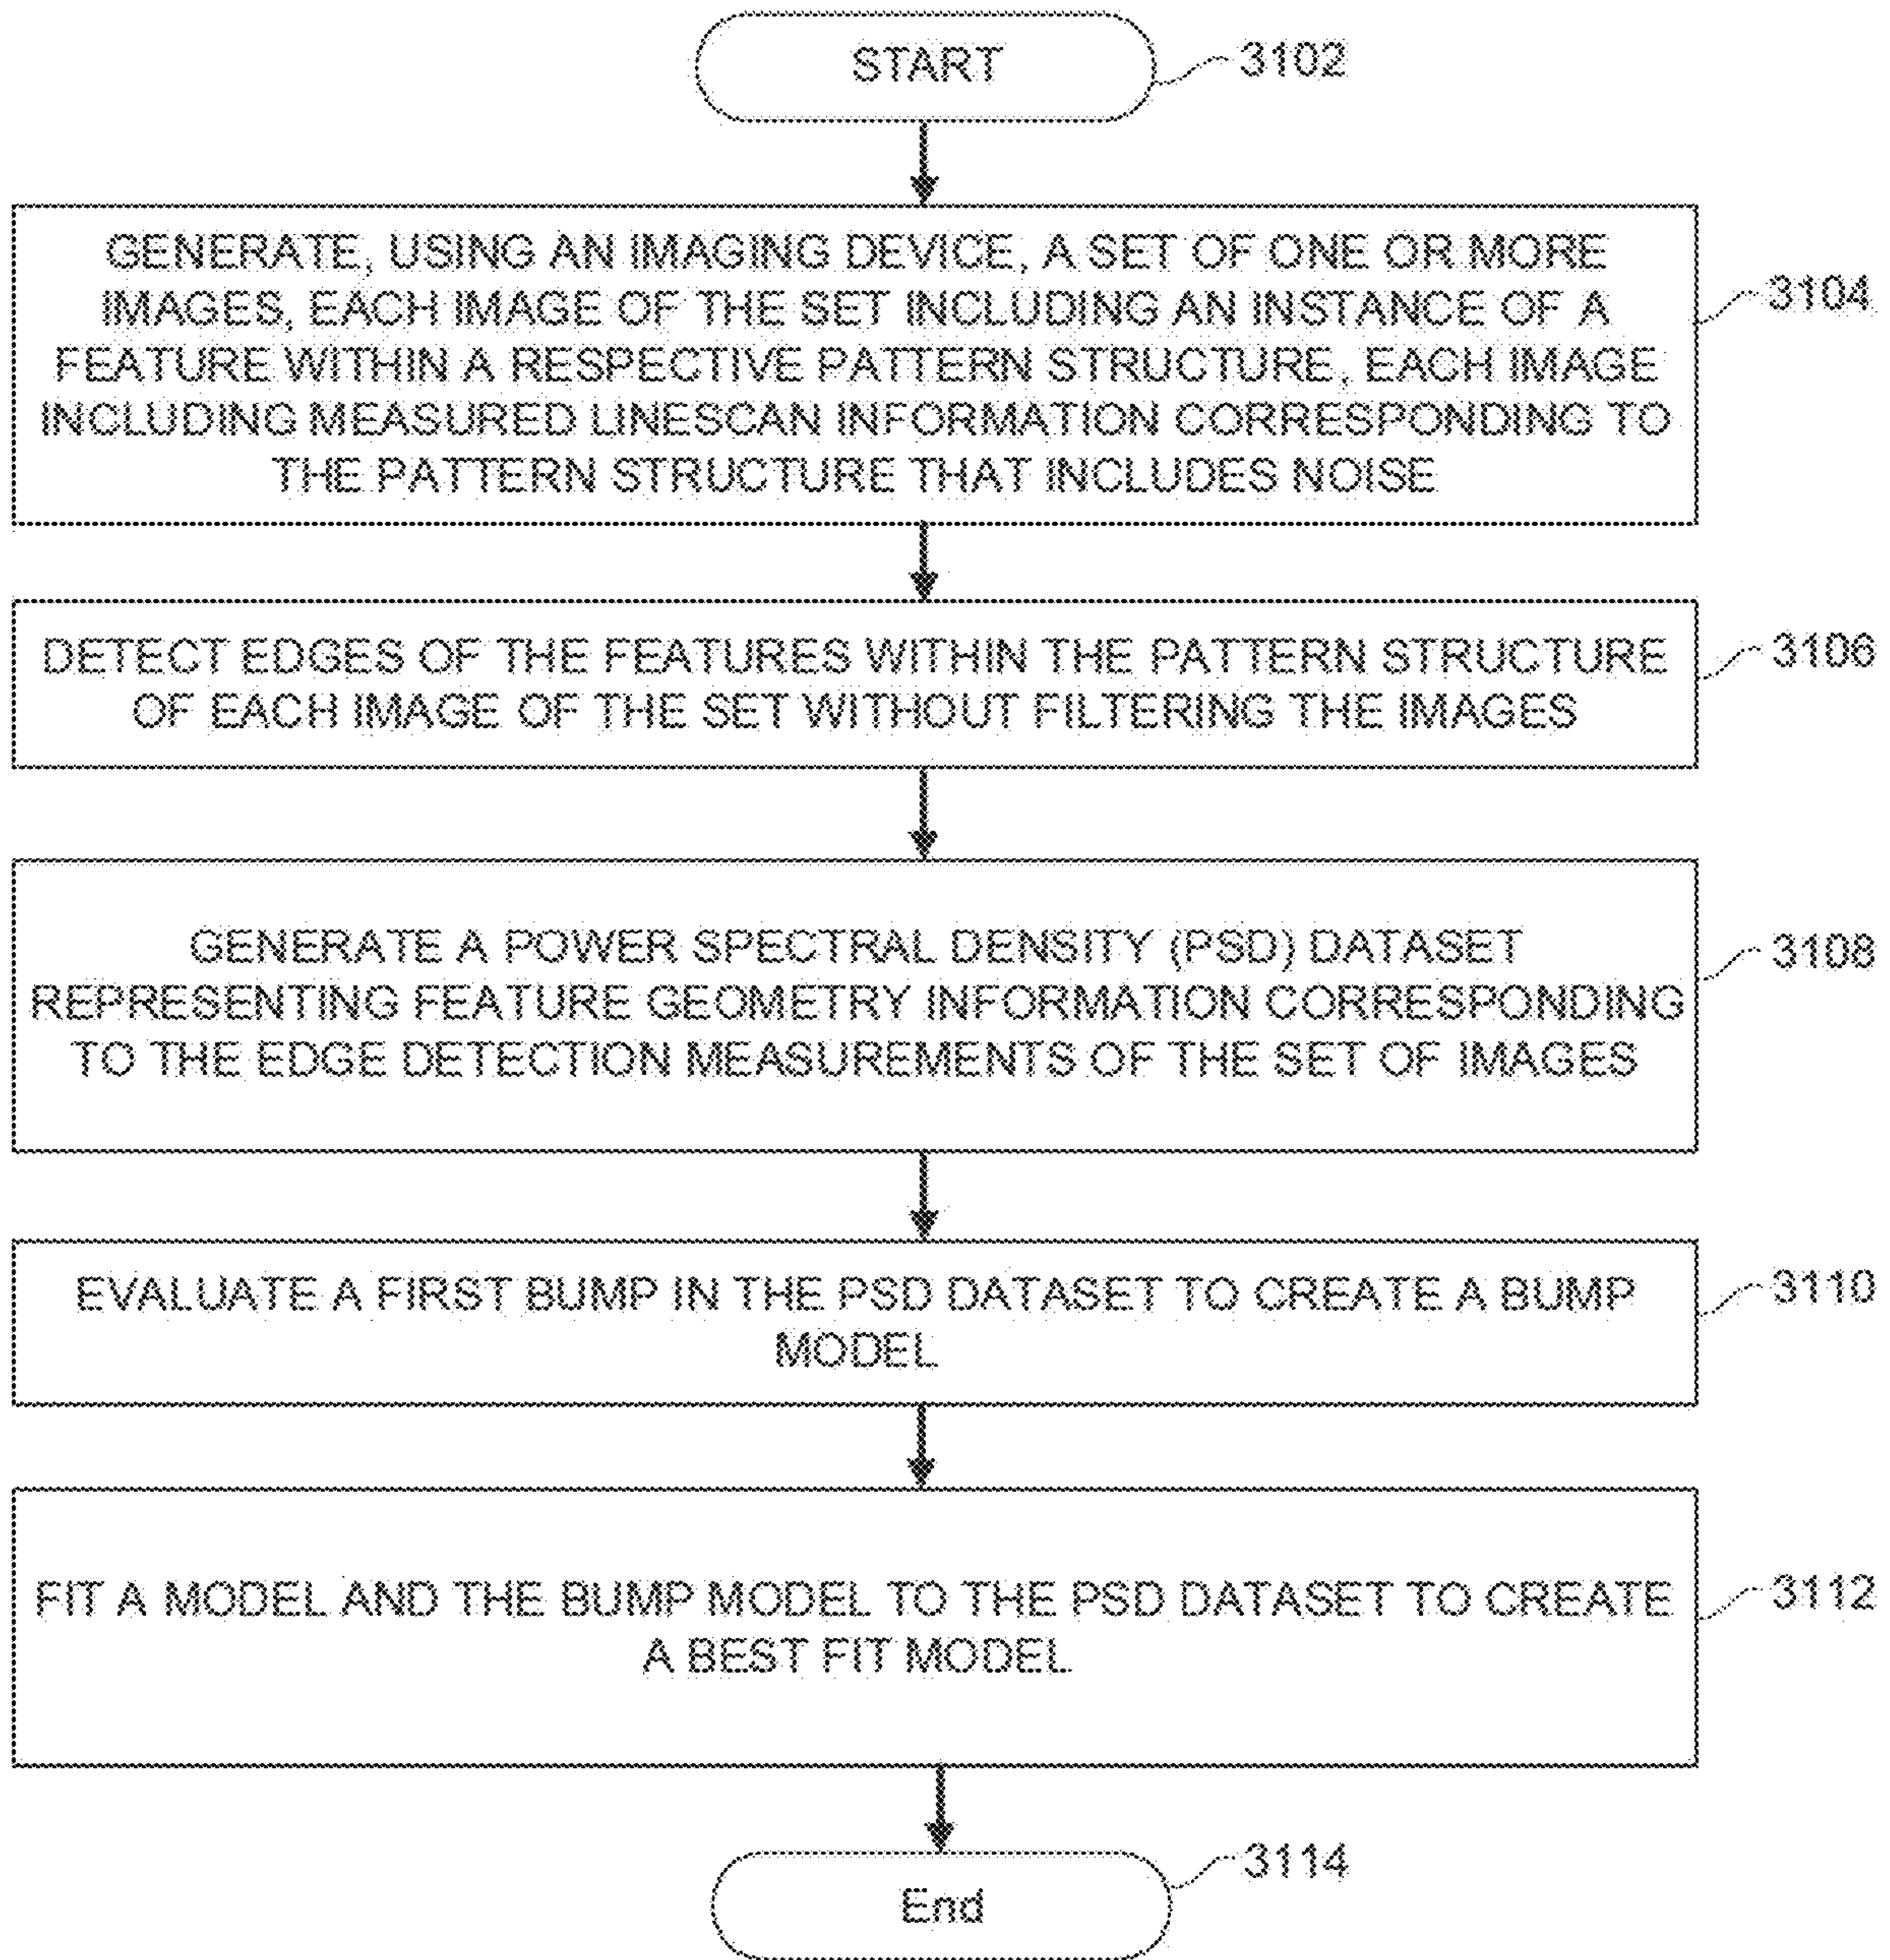 START
3102
GENERATE, USING AN IMAGING DEVICE, A SET OF ONE OR MORE
IMAGES, EACH IMAGE OF THE SET INCLUDING AN INSTANCE OF A
FEATURE WITHIN A RESPECTIVE PATTERN STRUCTURE, EACH IMAGE
INCLUDING MEASURED LINESCAN INFORMATION CORRESPONDING TO
THE PATTERN STRUCTURE THAT INCLUDES NOISE
3104
DETECT EDGES OF THE FEATURES WITHIN THE PATTERN STRUCTURE
OF EACH IMAGE OF THE SET WITHOUT FILTERING THE IMAGES
3106
GENERATE A POWER SPECTRAL DENSITY (PSD) DATASET
REPRESENTING FEATURE GEOMETRY INFORMATION CORRESPONDING
TO THE EDGE DETECTION MEASUREMENTS OF THE SET OF IMAGES
3108
EVALUATE A FIRST BUMP IN THE PSD DATASET TO CREATE A BUMP
MODEL
3110
FIT A MODEL AND THE BUMP MODEL TO THE PSD DATASET TO CREATE
A BEST FIT MODEL
3112
End
3114